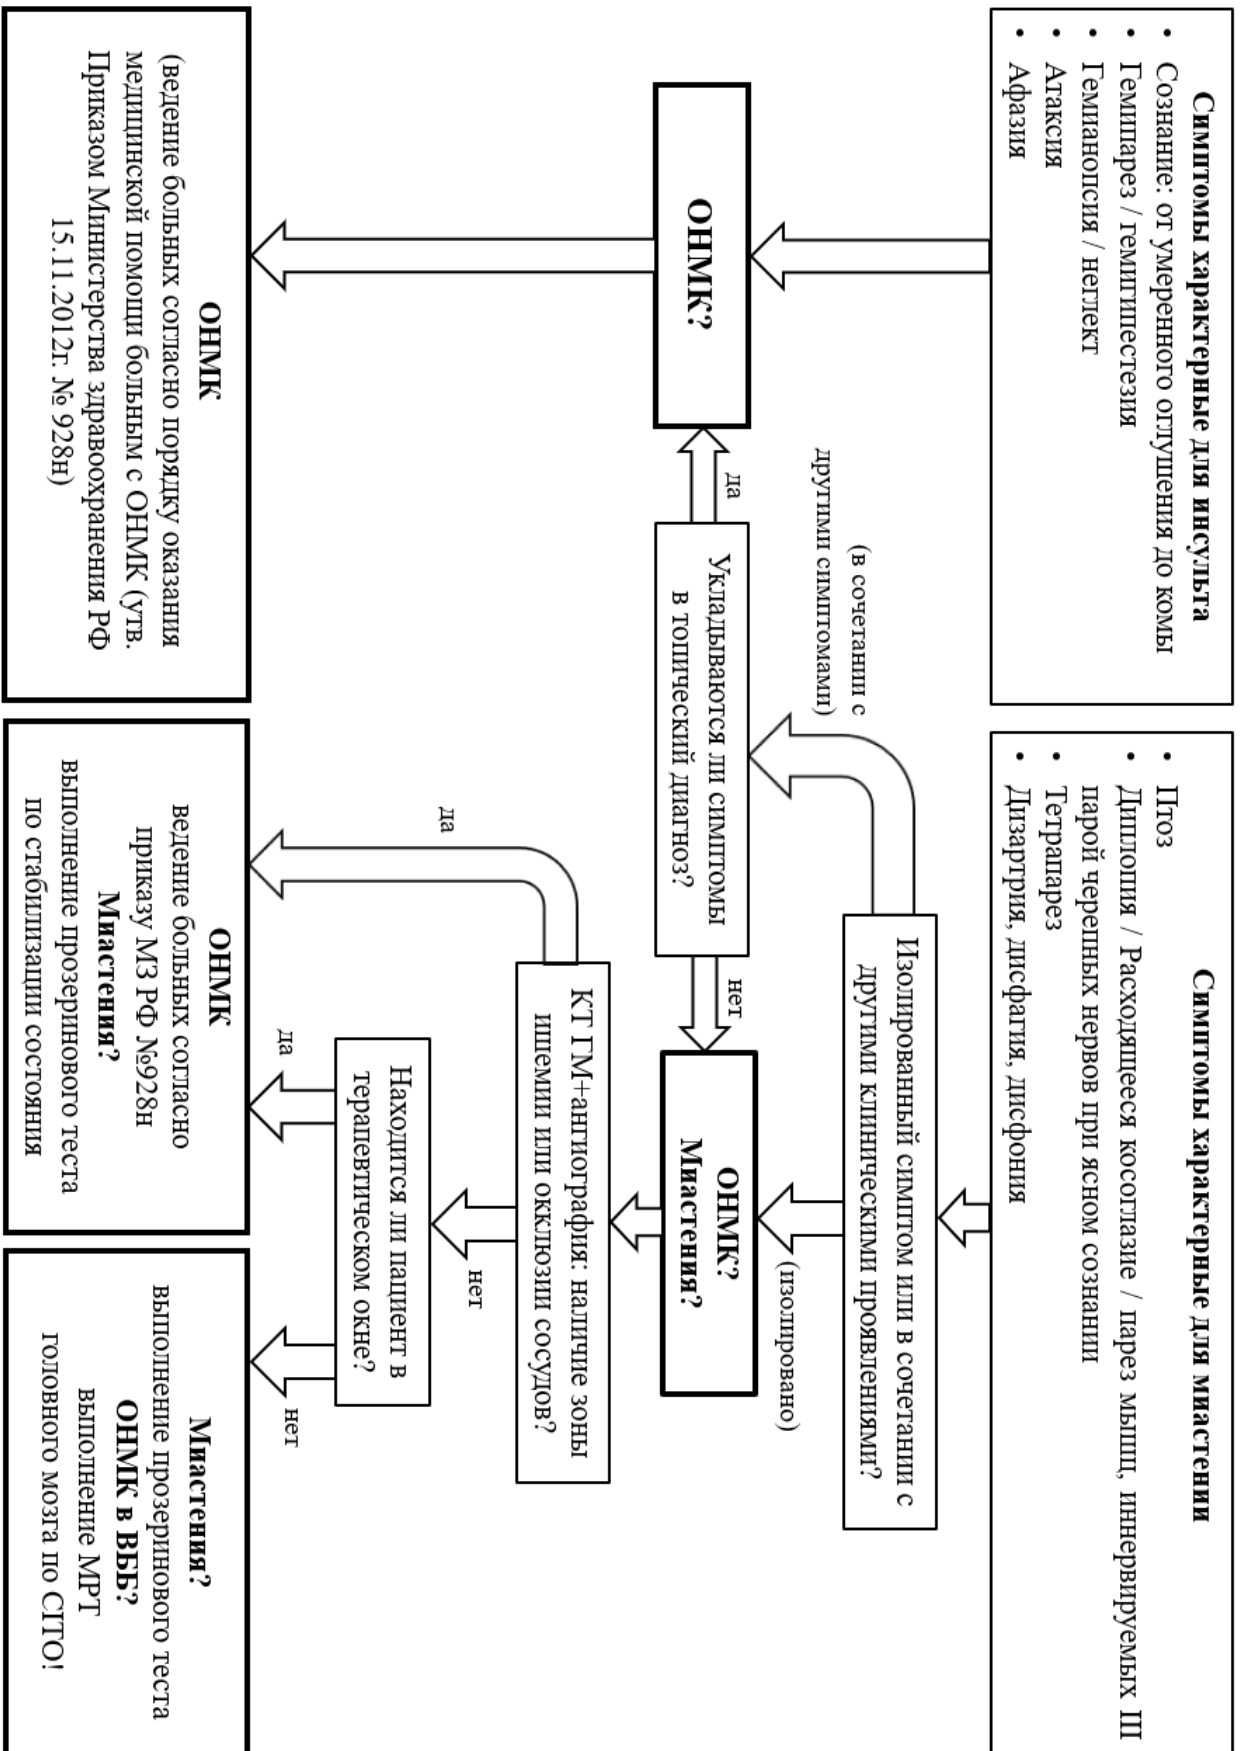 Симптомы характерные для инсульта
• Сознание: от умеренного оглушения до комы
• Гемипарез / гемигипестезия
• Гемианопсия / неглект
• Атаксия
• Афазия
Симптомы характерные для миастении
• Птоз
• Диплопия / Расходящееся косоглазие / парез мышц, иннервируемых III
парой черепных нервов при ясном сознании
• Тетрапарез
• Дизартрия, дисфагия, дисфония
Изолированный симптом или в сочетании с
другими клиническими проявлениями?
(в сочетании с
другими симптомами)
(изолировано)
ОНМК?
да
Укладываются ли симптомы
в топический диагноз?
нет
ОНМК?
Миастения?
КТ ГМ+ангиография: наличие зоны
ишемии или окклюзии сосудов?
да
нет
Находится ли пациент в
терапевтическом окне?
да
нет
ОНМК
(ведение больных согласно порядку оказания
медицинской помощи больным с ОНМК (утв.
Приказом Министерства здравоохранения РФ
15.11.2012г. № 928н)
ОНМК
ведение больных согласно
приказу МЗ РФ №928н
Миастения?
выполнение прозеринового теста
по стабилизации состояния
Миастения?
выполнение прозеринового теста
ОНМК в ВББ?
выполнение МРТ
головного мозга по CITO!